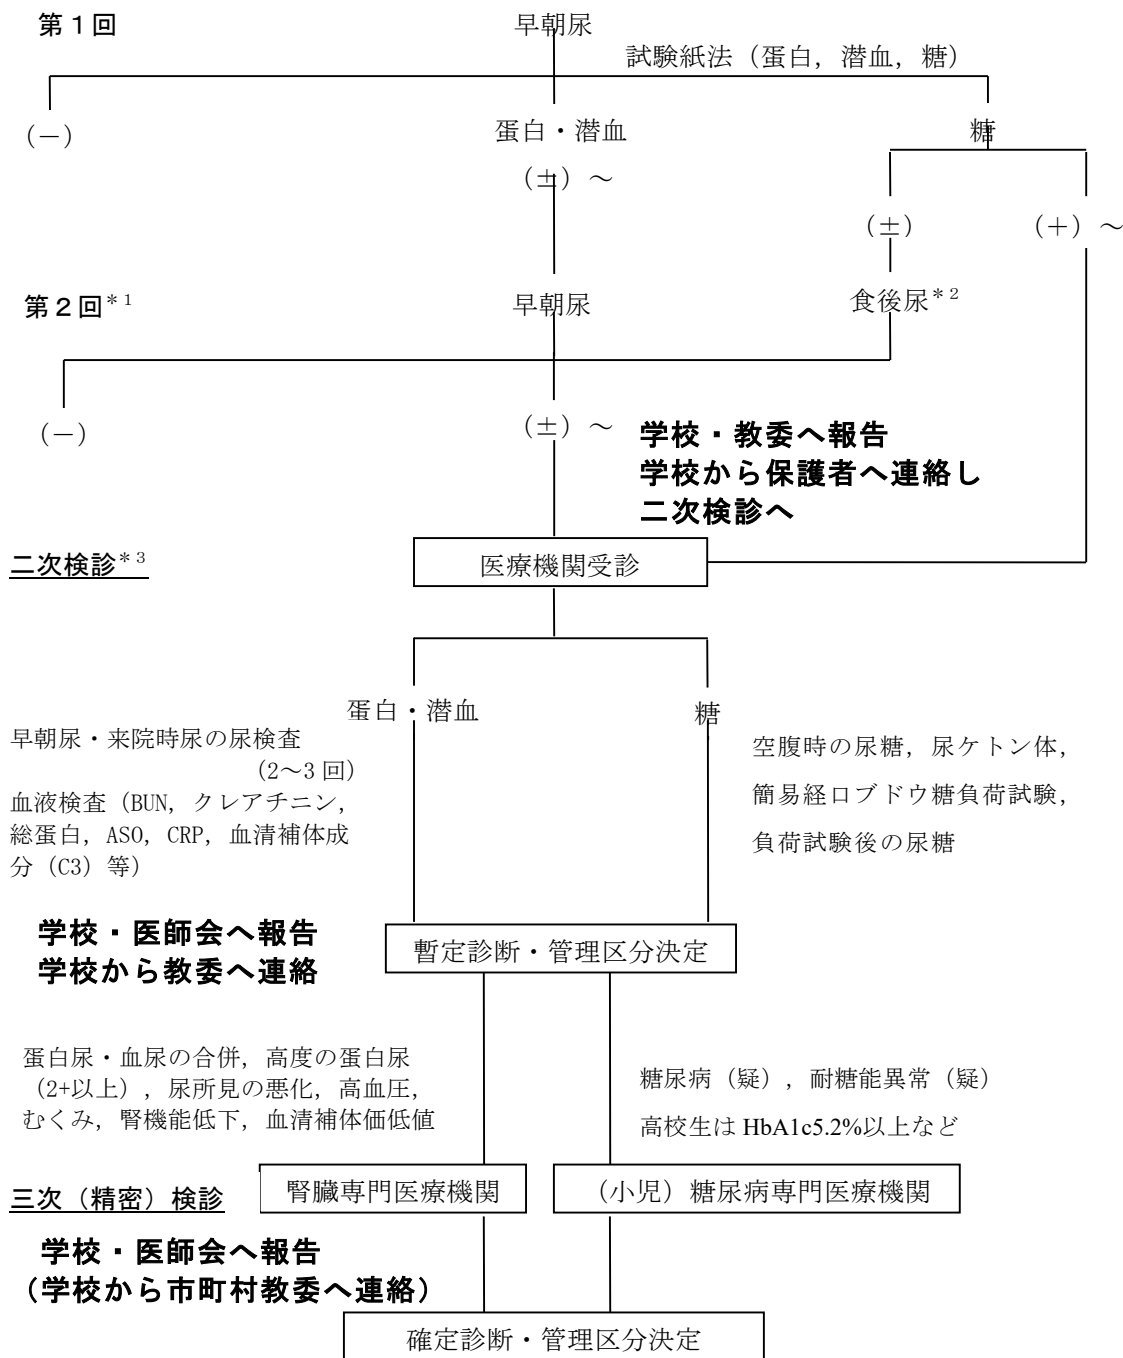 第１回
早朝尿
試験紙法（蛋白，潜血，糖）
（－）
蛋白・潜血
糖
（±）～
（±）
（＋）～
第２回＊１
早朝尿
食後尿＊２
（－）
（±）～
学校・教委へ報告
学校から保護者へ連絡し
二次検診へ
二次検診＊３
医療機関受診
蛋白・潜血
糖
早朝尿・来院時尿の尿検査
（2～3 回）
血液検査（BUN，クレアチニン，
総蛋白，ASO，CRP，血清補体成
分（C3）等）
空腹時の尿糖，尿ケトン体，
簡易経口ブドウ糖負荷試験，
負荷試験後の尿糖
学校・医師会へ報告
学校から教委へ連絡
暫定診断・管理区分決定
蛋白尿・血尿の合併，高度の蛋白尿
（2+以上），尿所見の悪化，高血圧，
むくみ，腎機能低下，血清補体価低値
糖尿病（疑），耐糖能異常（疑）
高校生は HbA1c5.2%以上など
三次（精密）検診
腎臓専門医療機関
（小児）糖尿病専門医療機関
学校・医師会へ報告
（学校から市町村教委へ連絡）
確定診断・管理区分決定